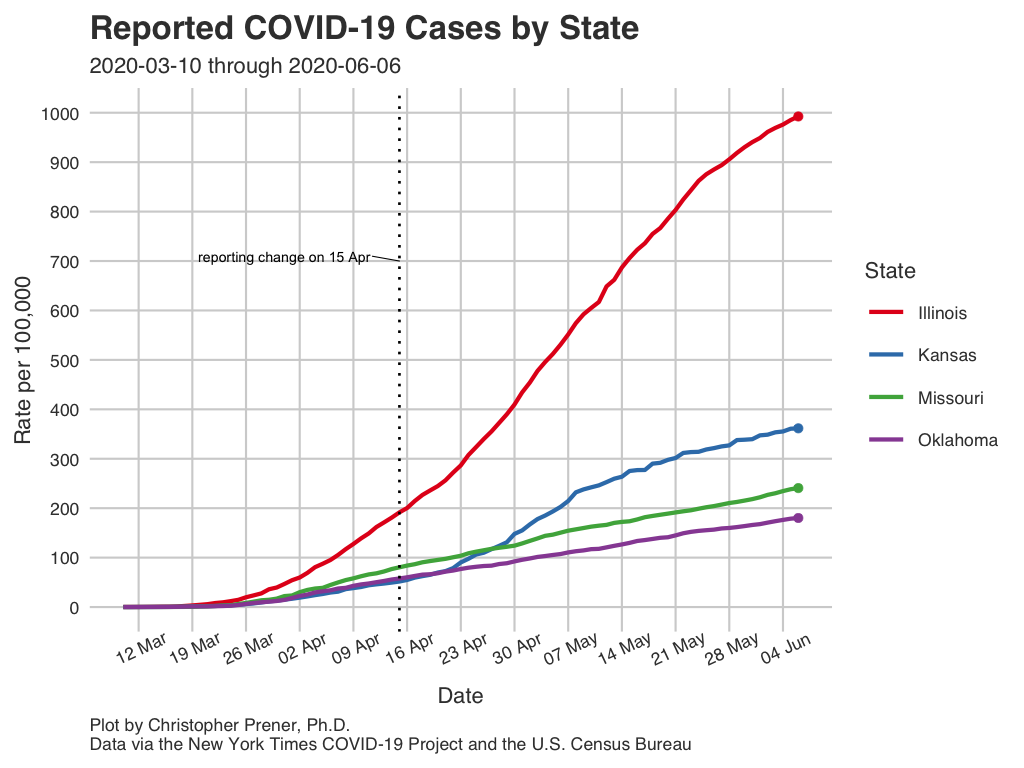 Reported COVID-19 Cases by State
2020-03-10 through 2020-06-06
1000
900
800
700
600
500
400
300
200
100
0
Rate per 100,000
reporting change on 15 Apr
State
Illinois
Kansas
Missouri
Oklahoma
12 Mar
19 Mar
26 Mar
02 Apr
09 Apr
16 Apr
23 Apr
30 Apr
07 May
14 May
21 May
28 May
04 Jun
Date
Plot by Christopher Prener, Ph.D.
Data via the New York Times COVID-19 Project and the U.S. Census Bureau